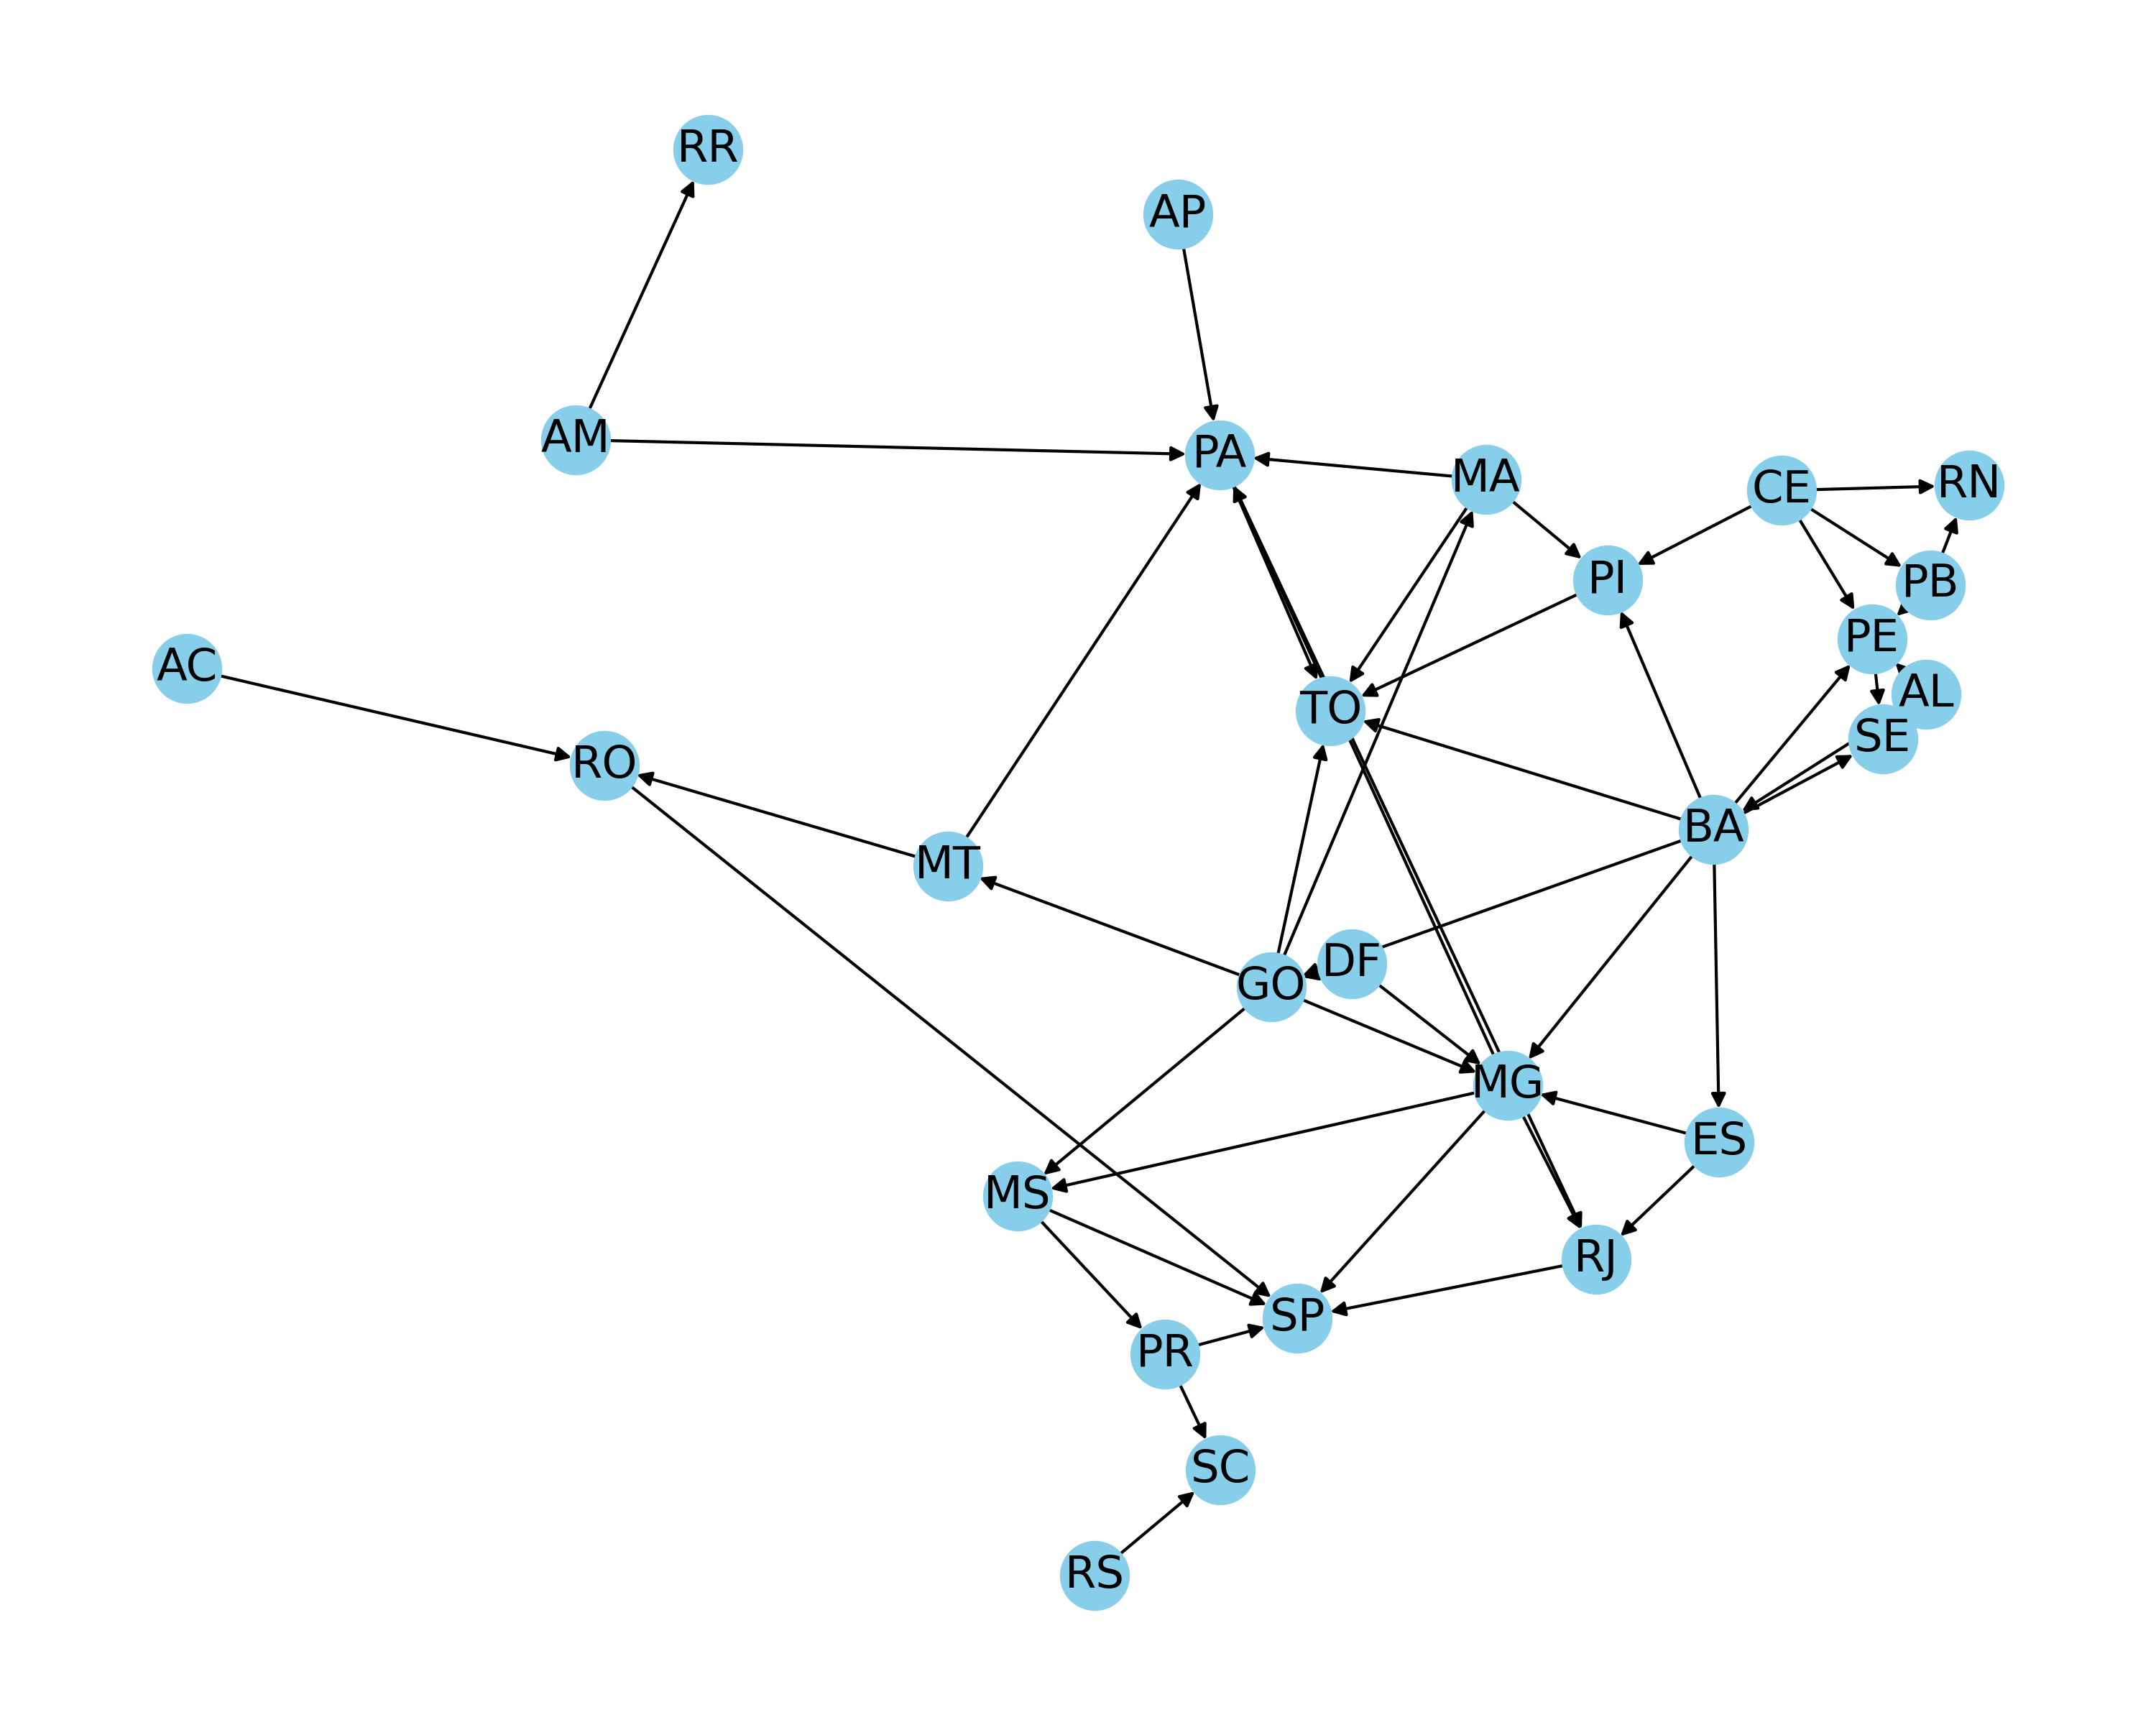 RR
AP
AM
PA
MA
CE
RN
PI
PB
PE
AC
AL
TO
SE
RO
BA
MT
DF
GO
MG
ES
MS
RJ
SP
PR
SC
RS